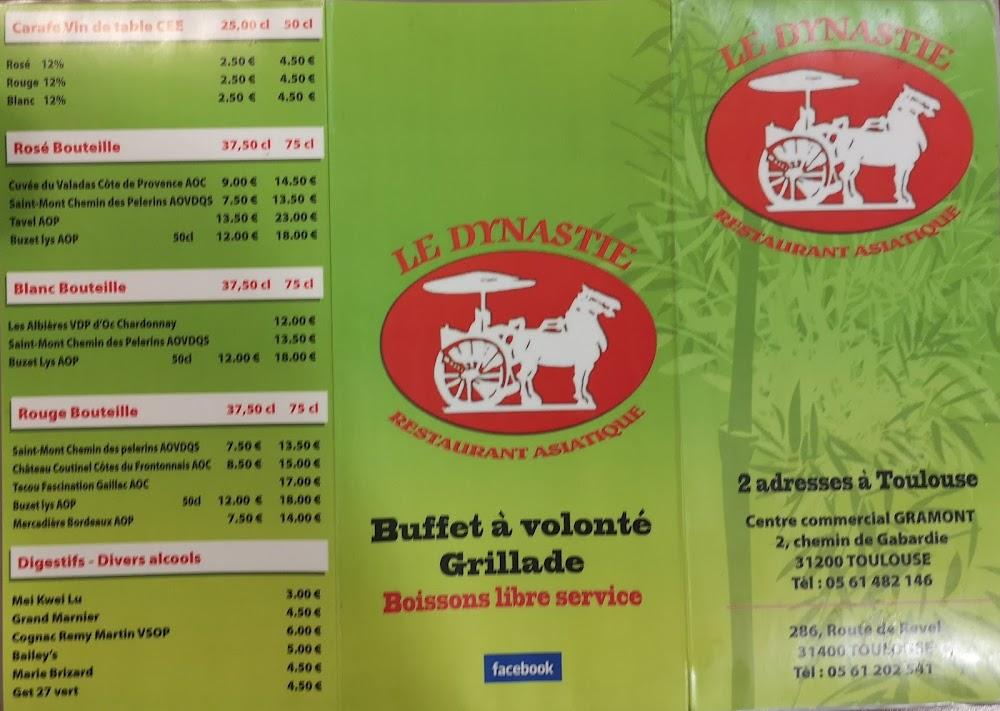 Carafe Vin de table CEE 25,00 cl 50 cl
Rosé 12% 2.50 € 4.50 €
Rouge 12% 2.50 € 4.50 €
Blanc 12% 2.50 € 4.50 €
Rosé Bouteille 37,50 cl 75 cl
Cuvée du Valadas Côte de Provence AOC 9.00 € 14.50 €
Saint-Mont Chemin des Pelerins AOVDQS 7.50 € 13.50 €
Tavel AOP 13.50 € 23.00 €
Buzet lys AOP 50cl 12.00 € 18.00 €
Blanc Bouteille 37,50 cl 75 cl
Les Albières VDP d'Oc Chardonnay 12.00 €
Saint-Mont Chemin des Pelerins AOVDQS 13.50 €
Buzet Lys AOP 50cl 12.00 € 18.00 €
Rouge Bouteille 37,50 cl 75 cl
Saint-Mont Chemin des pelerins AOVDQS 7.50 € 13.50 €
Château Coutinel Côtes du Frontonnais AOC 8.50 € 15.00 €
Tecou Fascination Gaillac AOC 17.00 €
Buzet lys AOP 50cl 12.00 € 18.00 €
Mercadière Bordeaux AOP 7.50 € 14.00 €
Digestifs - Divers alcools
Mei Kwei Lu 3.00 €
Grand Marnier 4.50 €
Cognac Remy Martin VSOP 6.00 €
Bailey's 5.00 €
Marie Brizard 4.50 €
Get 27 vert 4.50 €
LE DYNASTIE
RESTAURANT ASIATIQUE
Buffet à volonté
Grillade
Boissons libre service
facebook
LE DYNASTIE
RESTAURANT ASIATIQUE
2 adresses à Toulouse
Centre commercial GRAMONT
2, chemin de Gabardie
31200 TOULOUSE
Tèl : 05 61 482 146
286, Route de Revel
31400 TOULOUSE
Tèl : 05 61 202 541